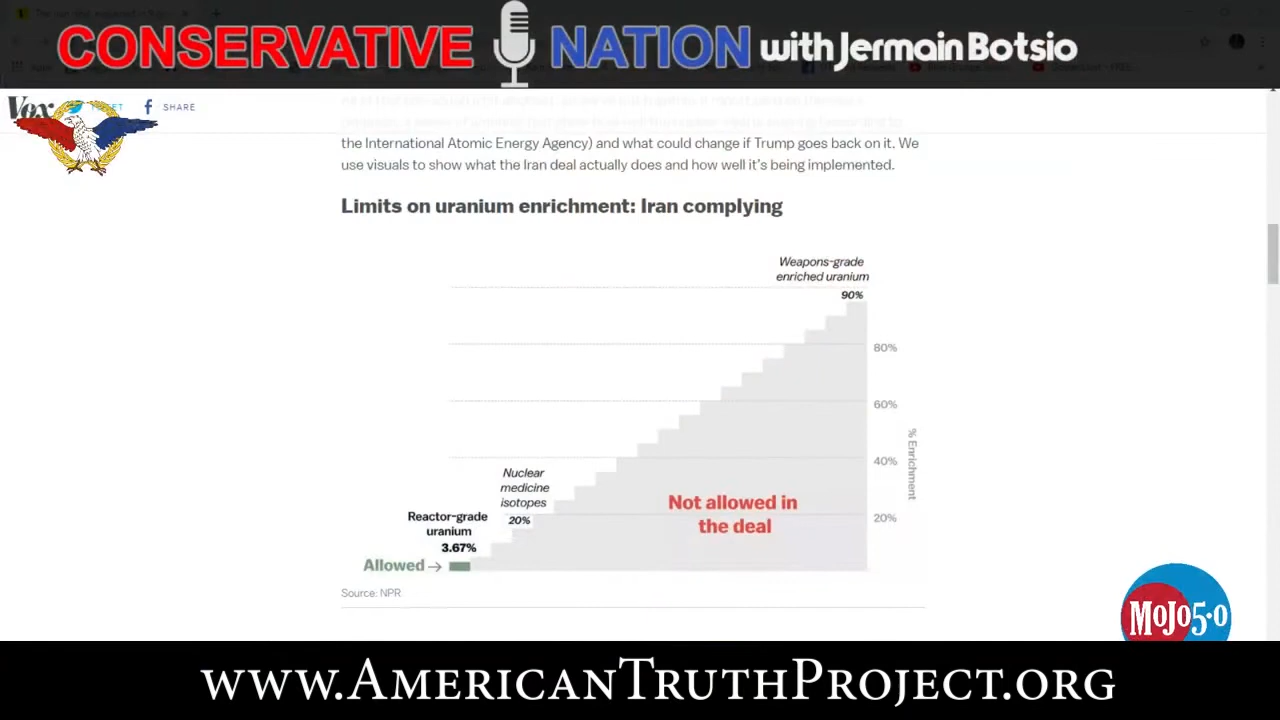 CONSERVATIVE NATION with Jermain Botsio
Vox
SHARE
the International Atomic Energy Agency) and what could change if Trump goes back on it. We
use visuals to show what the Iran deal actually does and how well it's being implemented.
Limits on uranium enrichment: Iran complying
Weapons-grade
enriched uranium
90%
80%
60%
40%
% Enrichment
Nuclear
medicine
isotopes
20%
Not allowed in
the deal
20%
Reactor-grade
uranium
3.67%
Allowed →
Source: NPR
MOJO5·0
www.AmericanTruthProject.org